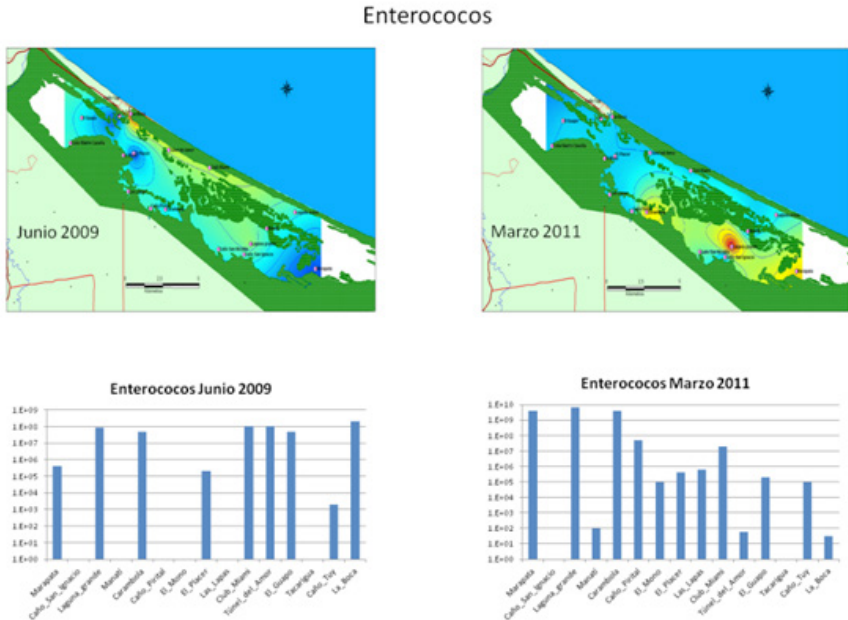 Enterococos
Junio 2009
Marzo 2011
Enterococos Junio 2009
1.E+09
1.E+08
1.E+07
1.E+06
1.E+05
1.E+04
1.E+03
1.E+02
1.E+01
1.E+00
Marapata
Caño_San_Ignacio
Laguna_grande
Manatí
Carambola
Caño_Pirital
El_Mono
El_Placer
Las_Lapas
Club_Miami
Túnel_del_Amor
El_Guapo
Tacarigua
Caño_Tuy
La_Boca
Enterococos Marzo 2011
1.E+10
1.E+09
1.E+08
1.E+07
1.E+06
1.E+05
1.E+04
1.E+03
1.E+02
1.E+01
1.E+00
Marapata
Caño_San_Ignacio
Laguna_grande
Manatí
Carambola
Caño_Pirital
El_Mono
El_Placer
Las_Lapas
Club_Miami
Túnel_del_Amor
El_Guapo
Tacarigua
Caño_Tuy
La_Boca